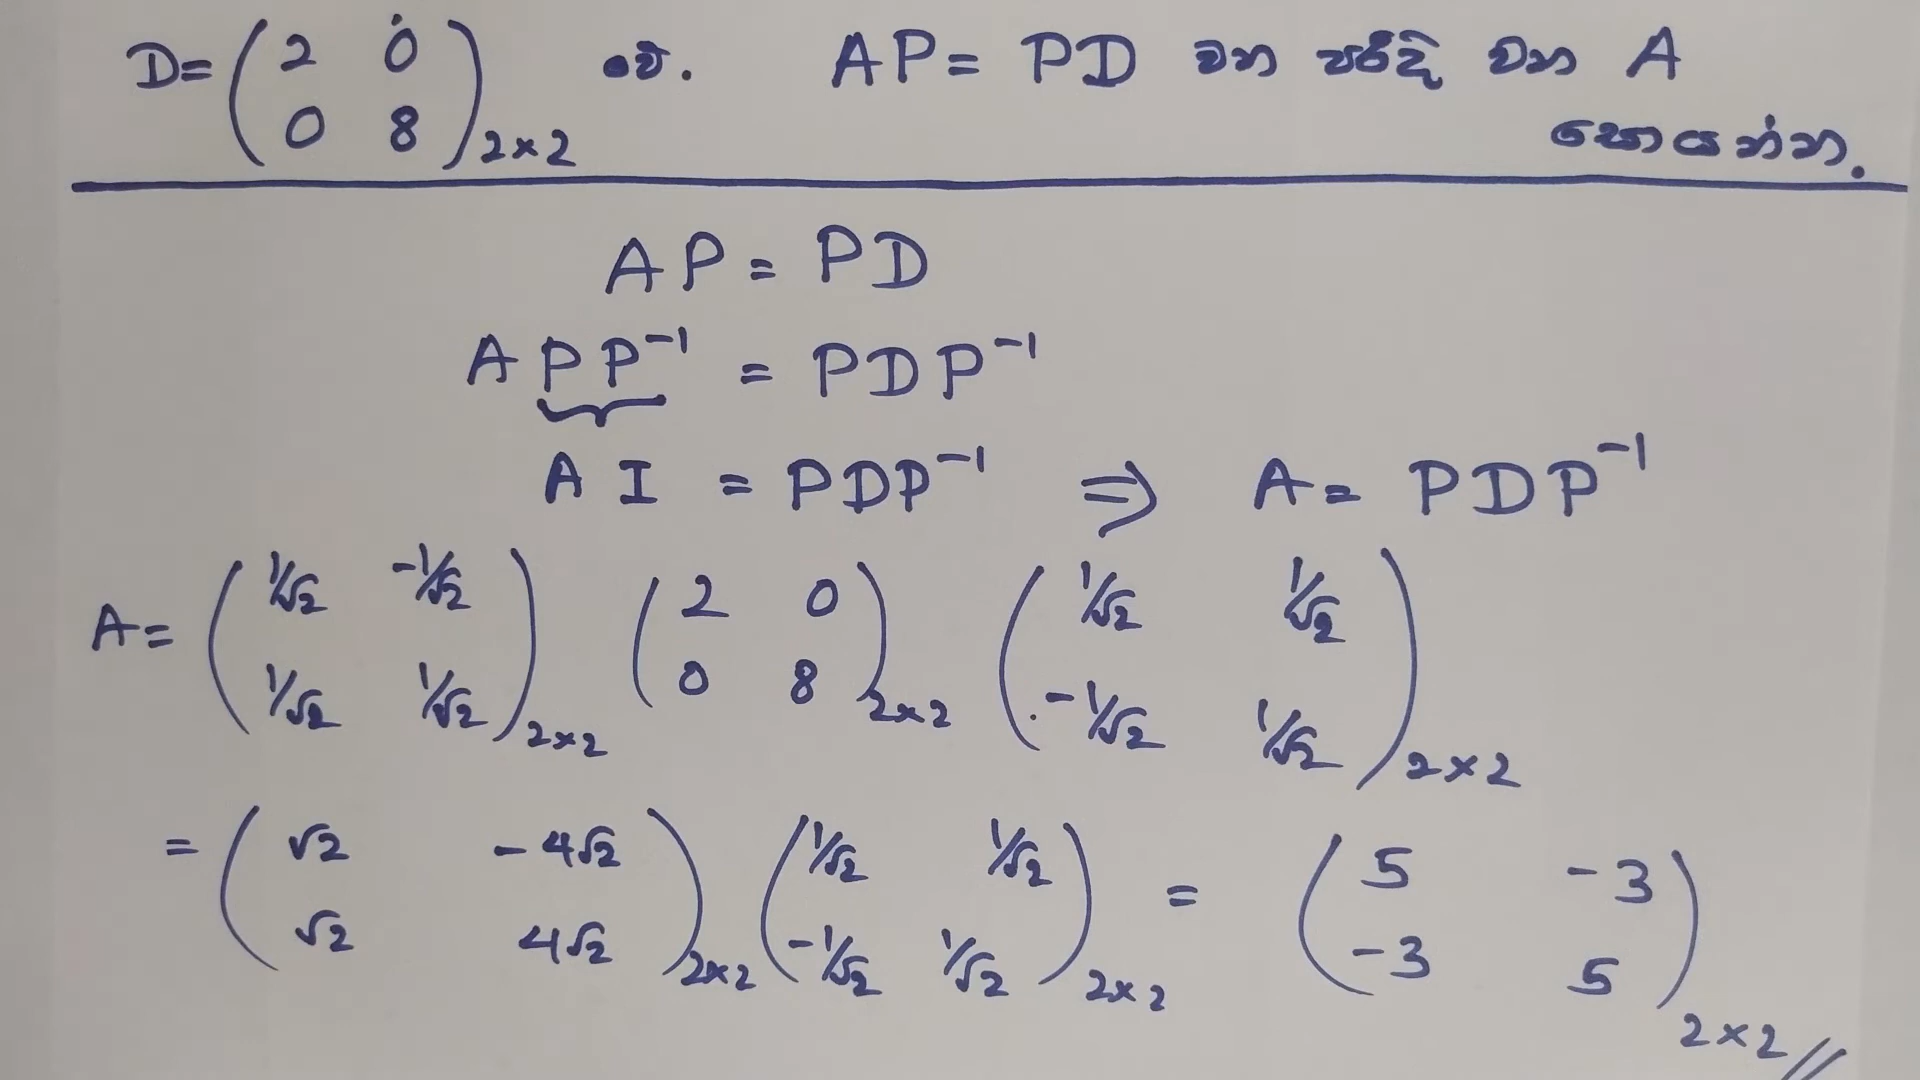 D= (2 0 / 0 8)2×2 වේ. AP = PD වන පරිදි වන A
සොයන්න.
AP = PD
A P P⁻¹ = PDP⁻¹
A I = PDP⁻¹ ⇒ A = PDP⁻¹
A = (1/√2 -1/√2 / 1/√2 1/√2)2×2 (2 0 / 0 8)2×2 (1/√2 1/√2 / -1/√2 1/√2)2×2
= (√2 -4√2 / √2 4√2)2×2 (1/√2 1/√2 / -1/√2 1/√2)2×2 = (5 -3 / -3 5)2×2 //